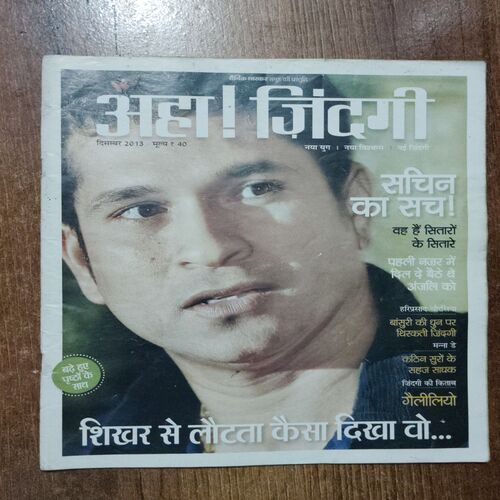 दैनिक भास्कर समूह की प्रस्तुति
अहा! ज़िंदगी
दिसम्बर 2013 मूल्य ₹ 40
नया युग । नया विश्वास । नई ज़िंदगी
सचिन
का सच!
वह हैं सितारों
के सितारे
पहली नज़र में
दिल दे बैठे थे
अंजलि को
हरिप्रसाद चौरसिया
बांसुरी की धुन पर
थिरकती ज़िंदगी
मन्ना डे
कठिन सुरों के
सहज साधक
ज़िंदगी की किताब
गैलीलियो
बढ़े हुए
पृष्ठों के
साथ
शिखर से लौटता कैसा दिखा वो...